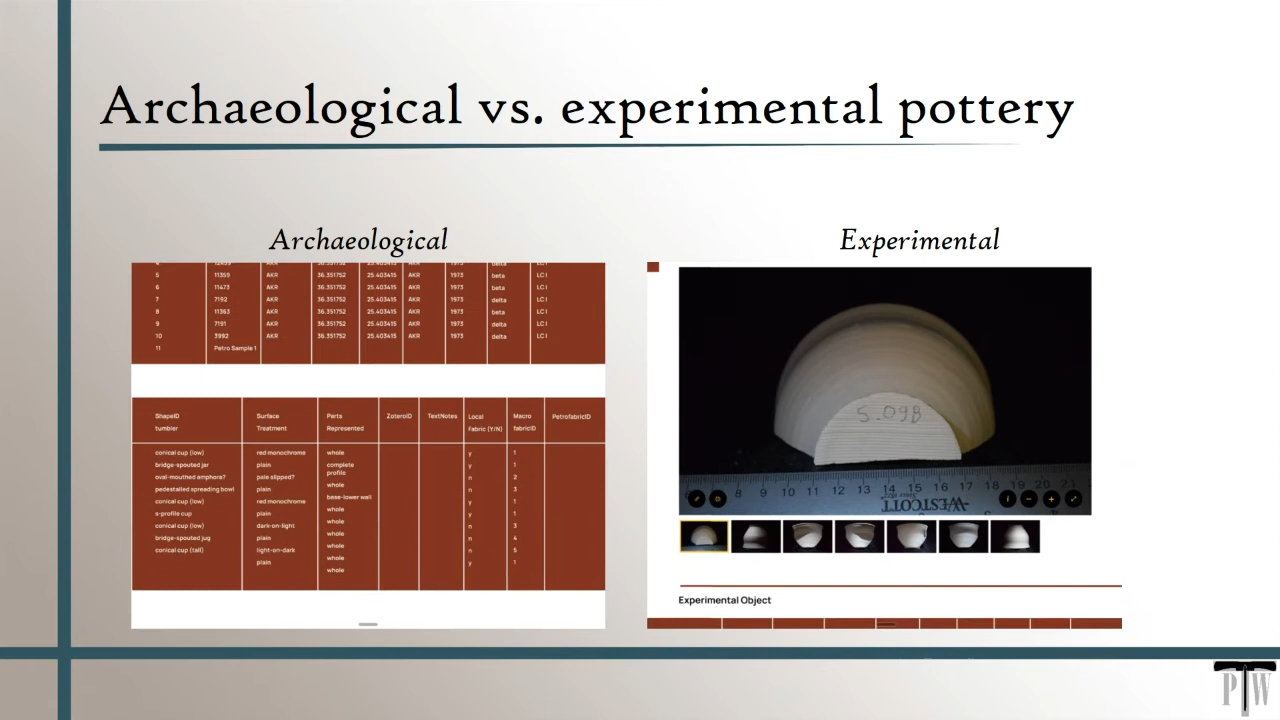 Archaeological vs. experimental pottery
Archaeological
5 11359 AKR 36.351752 25.403415 AKR 1973 beta LC I
6 11473 AKR 36.351752 25.403415 AKR 1973 beta LC I
7 7192 AKR 36.351752 25.403415 AKR 1973 delta LC I
8 11363 AKR 36.351752 25.403415 AKR 1973 beta LC I
9 7191 AKR 36.351752 25.403415 AKR 1973 delta LC I
10 3992 AKR 36.351752 25.403415 AKR 1973 delta LC I
11 Petro Sample 1
ShapeID Surface Parts ZoteroID TextNotes Local Macro PetrofabricID
tumbler Treatment Represented Fabric (Y/N) fabricID
conical cup (low) red monochrome whole y 1
bridge-spouted jar plain complete y 1
profile
oval-mouthed amphora? pale slipped? n 2
whole
pedestalled spreading bowl plain n 3
base-lower wall
conical cup (low) red monochrome y 1
whole
s-profile cup plain y 1
whole
conical cup (low) dark-on-light n 3
whole
bridge-spouted jug plain n 4
whole
conical cup (tall) light-on-dark n 5
whole
plain y 1
whole
Experimental
5.09B
8 9 10 11 12 13 14 15 16 17 18 19 20 21
WESTCOTT
Experimental Object
PTW